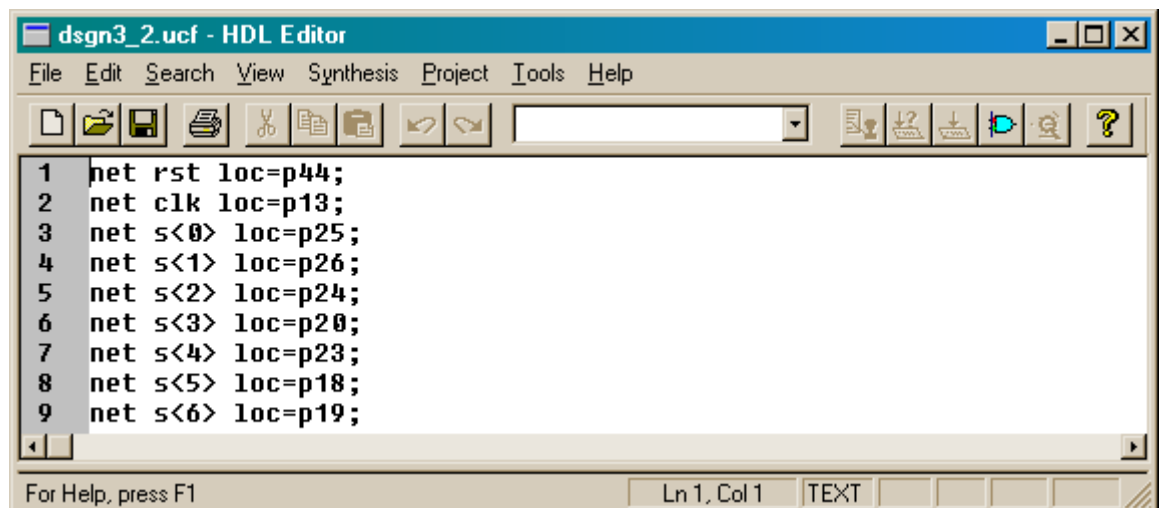 dsgn3_2.ucf - HDL Editor
File Edit Search View Synthesis Project Tools Help
1 net rst loc=p44;
2 net clk loc=p13;
3 net s<0> loc=p25;
4 net s<1> loc=p26;
5 net s<2> loc=p24;
6 net s<3> loc=p20;
7 net s<4> loc=p23;
8 net s<5> loc=p18;
9 net s<6> loc=p19;
For Help, press F1 Ln 1, Col 1 TEXT